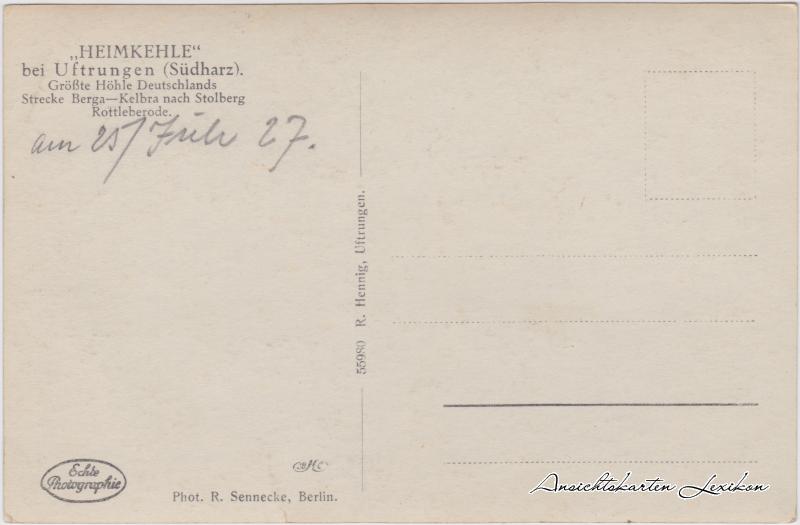 „HEIMKEHLE“
bei Uftrungen (Südharz).
Größte Höhle Deutschlands
Strecke Berga—Kelbra nach Stolberg
Rottleberode.
am 25/ Juli 27.
55980 R. Hennig, Uftrungen.
Echte
Photographie
Phot. R. Sennecke, Berlin.
Ansichtskarten Lexikon